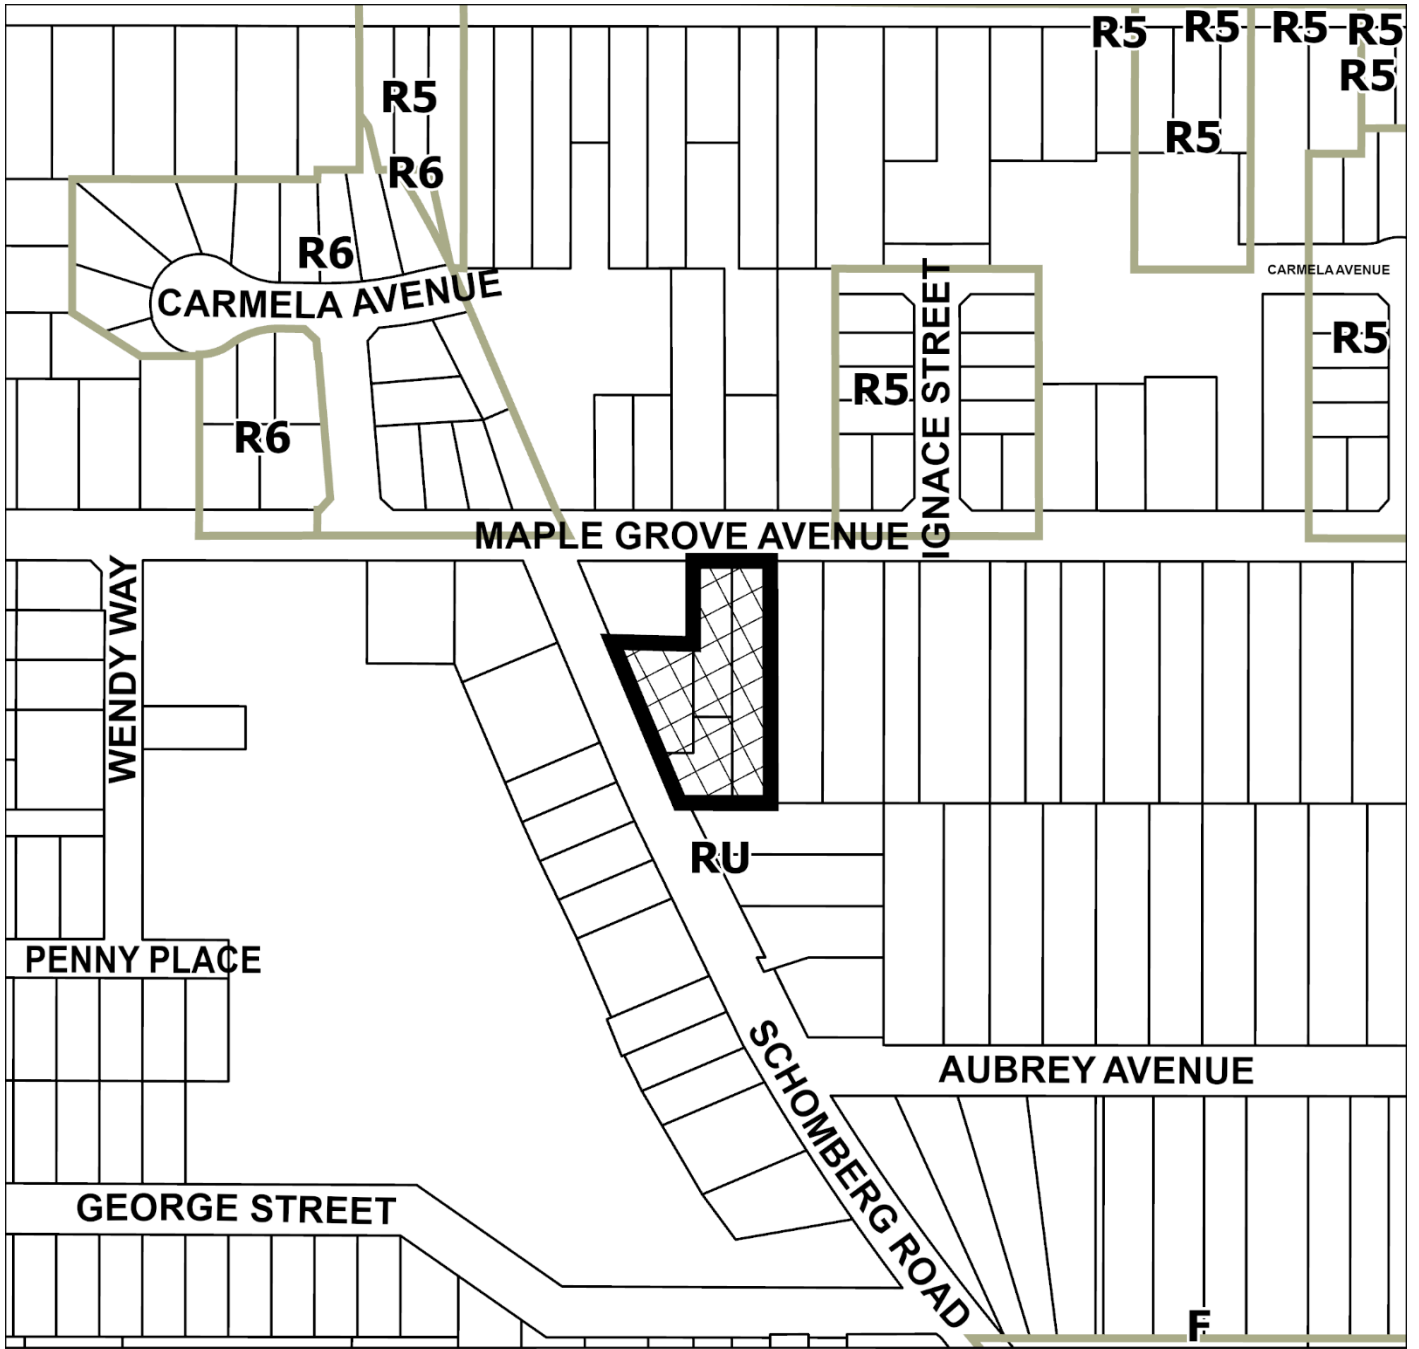 R5
R5
R5
R5
R5
R5
R5
R6
R6
CARMELA AVENUE
CARMELA AVENUE
R5
R5
IGNACE STREET
R6
MAPLE GROVE AVENUE
WENDY WAY
RU
PENNY PLACE
SCHOMBERG ROAD
AUBREY AVENUE
GEORGE STREET
F